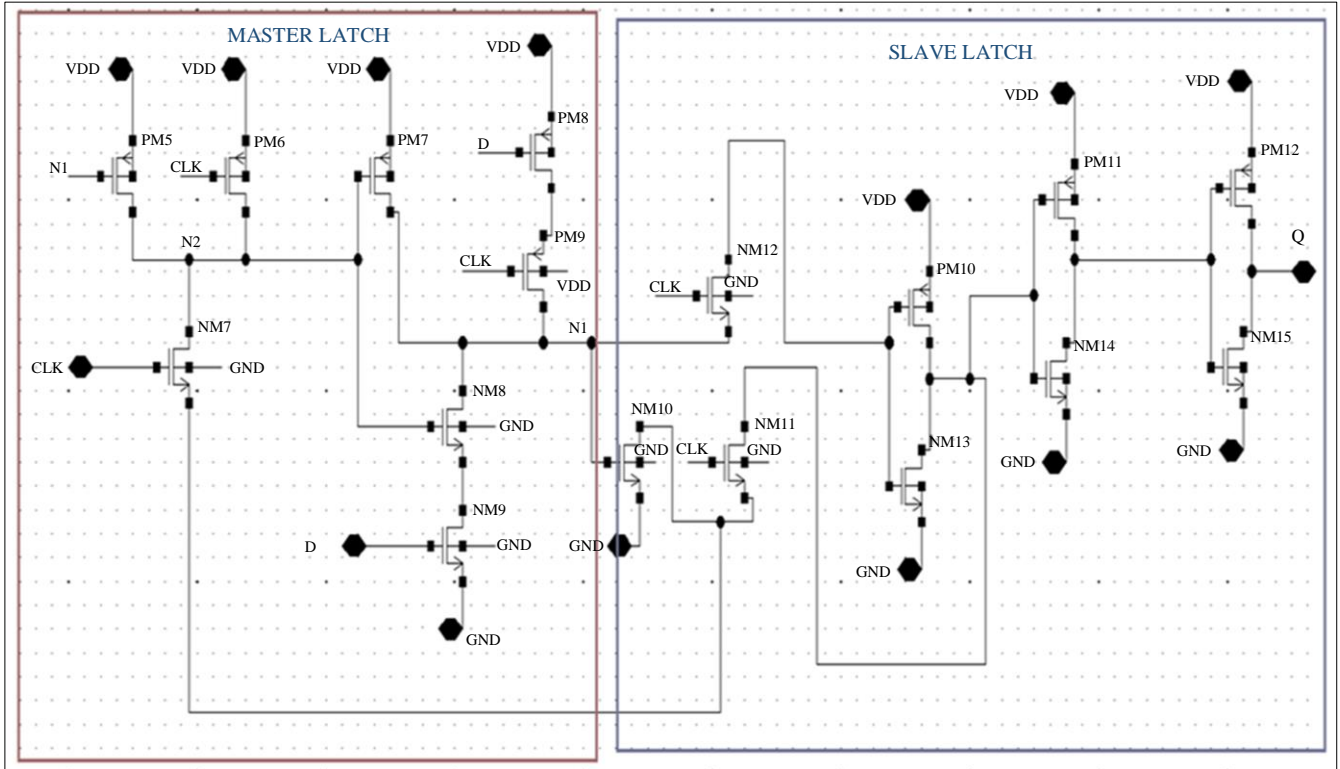 MASTER LATCH
SLAVE LATCH
VDD
VDD
VDD
VDD
VDD
VDD
PM5
PM6
PM7
PM8
D
N1
CLK
PM11
PM12
VDD
N2
PM9
CLK
VDD
NM12
CLK
GND
PM10
Q
NM7
CLK
GND
N1
NM14
NM15
NM8
GND
NM10
GND
NM11
CLK
GND
NM13
GND
GND
NM9
D
GND
GND
GND
GND